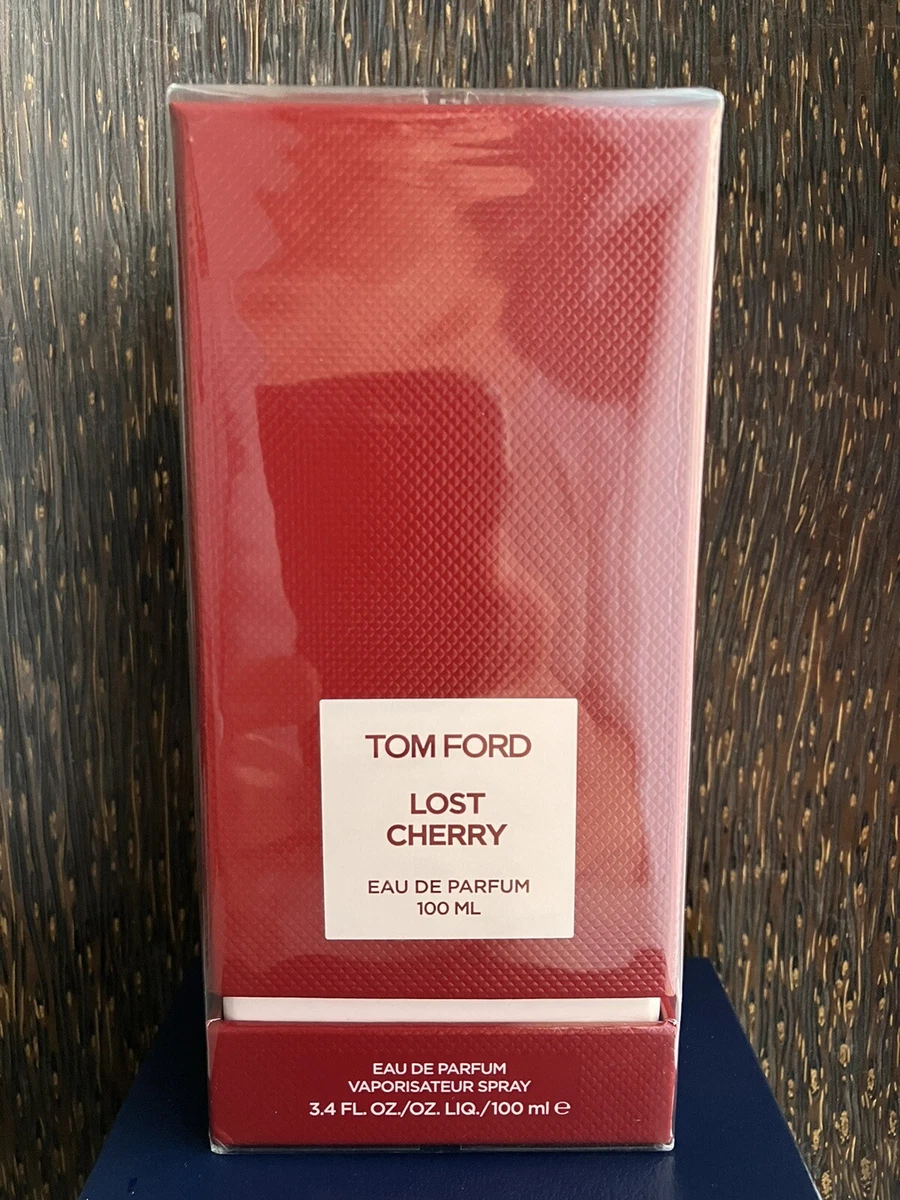 TOM FORD
LOST
CHERRY
EAU DE PARFUM
100 ML
EAU DE PARFUM
VAPORISATEUR SPRAY
3.4 FL. OZ./OZ. LIQ./100 ml ℮